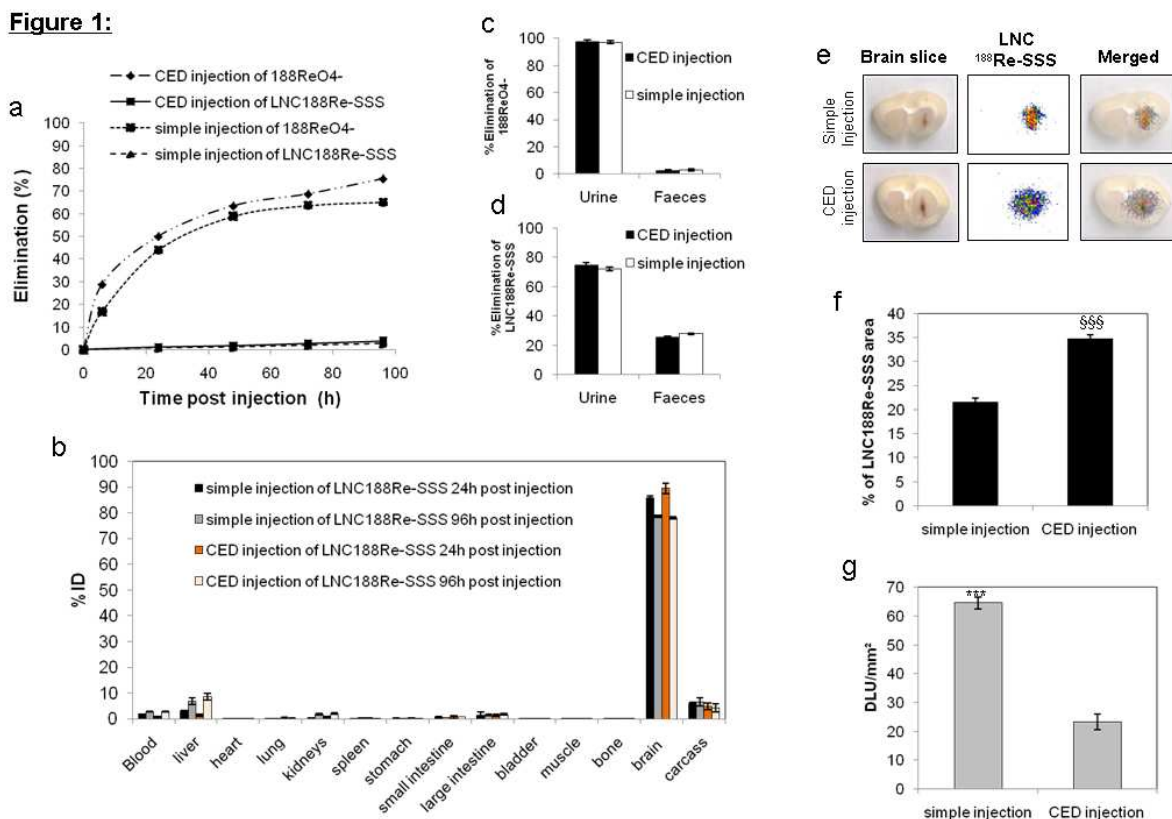 Figure 1:
a
CED injection of 188ReO4-
CED injection of LNC188Re-SSS
simple injection of 188ReO4-
simple injection of LNC188Re-SSS
Elimination (%)
80
70
60
50
40
30
20
10
0
0 20 40 60 80 100
Time post injection (h)
c
% Elimination of 188ReO4-
100
80
60
40
20
0
CED injection
simple injection
Urine Faeces
d
% Elimination of LNC188Re-SSS
100
80
60
40
20
0
CED injection
simple injection
Urine Faeces
e
Brain slice
LNC
188Re-SSS
Merged
Simple
Injection
CED
injection
b
% ID
100
90
80
70
60
50
40
30
20
10
0
simple injection of LNC188Re-SSS 24h post injection
simple injection of LNC188Re-SSS 96h post injection
CED injection of LNC188Re-SSS 24h post injection
CED injection of LNC188Re-SSS 96h post injection
Blood
liver
heart
lung
kidneys
spleen
stomach
small intestine
large intestine
bladder
muscle
bone
brain
carcass
f
% of LNC188Re-SSS area
40
35
30
25
20
15
10
5
0
§§§
simple injection CED injection
g
DLU/mm²
70
60
50
40
30
20
10
0
***
simple injection CED injection